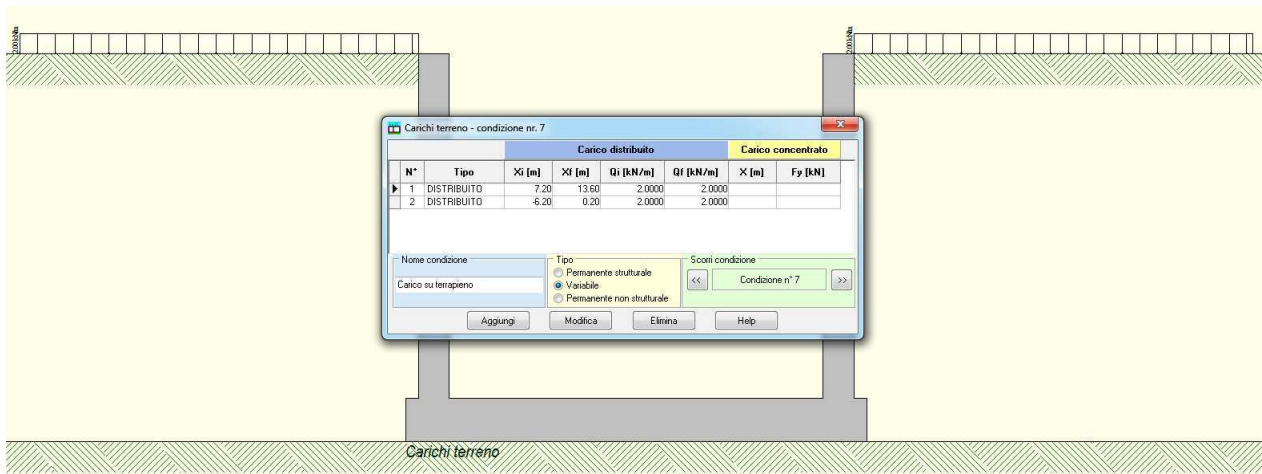 Carichi terreno - condizione nr. 7
Carico distribuito Carico concentrato
N° Tipo Xi [m] Xf [m] Qi [kN/m] Qf [kN/m] X [m] Fy [kN]
1 DISTRIBUITO 7.20 13.60 2.0000 2.0000
2 DISTRIBUITO -6.20 0.20 2.0000 2.0000
Nome condizione
Carico su terrapieno
Tipo
Permanente strutturale
Variabile
Permanente non strutturale
Scorri condizione
<< Condizione n° 7 >>
Aggiungi Modifica Elimina Help
Carichi terreno